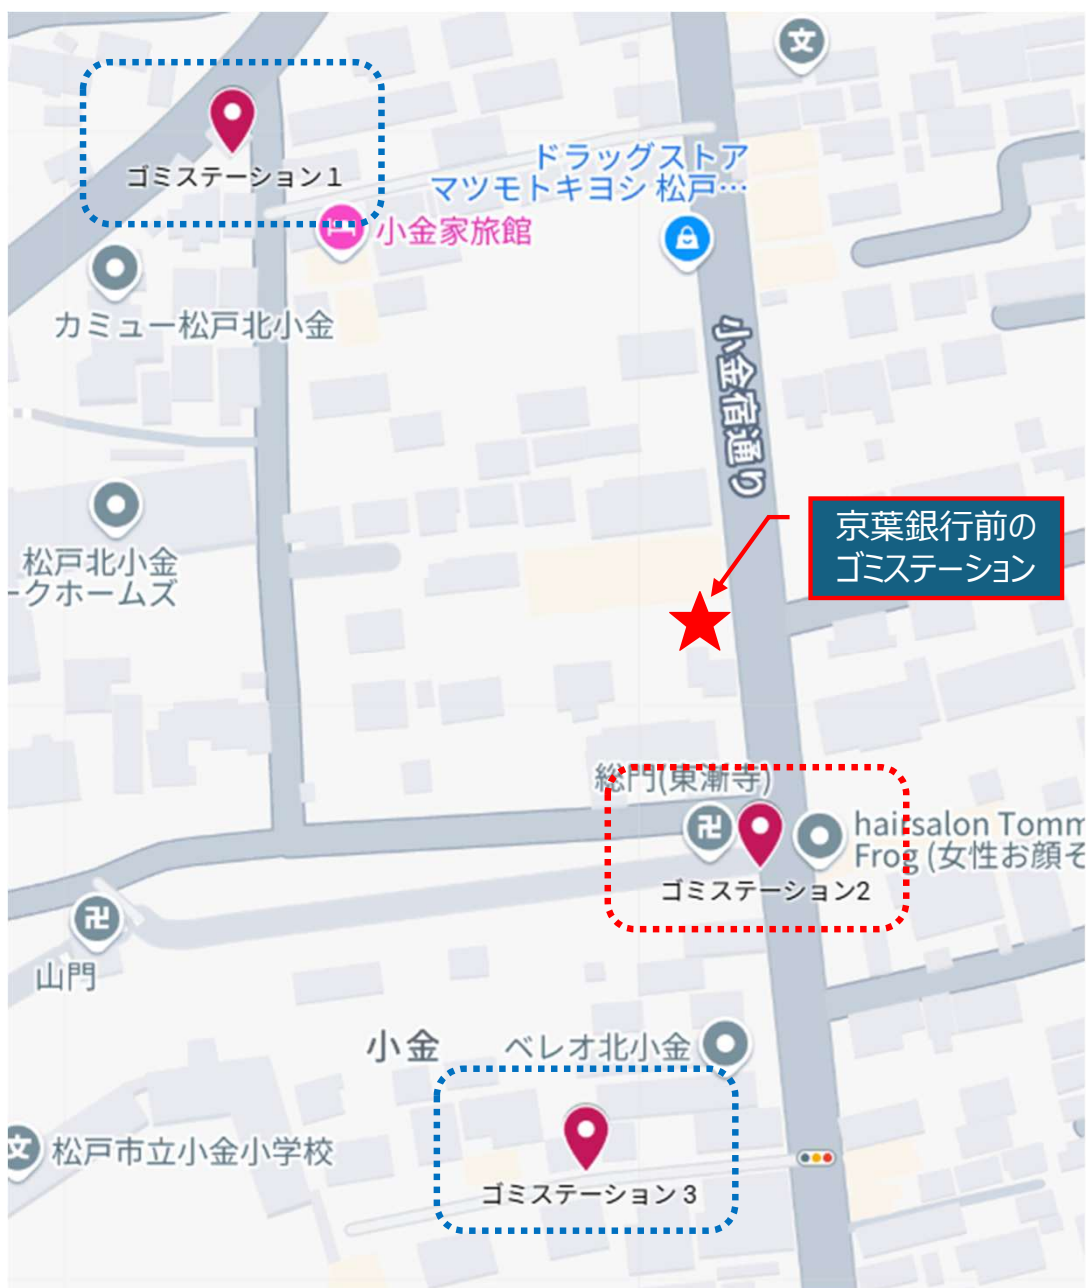 文
ゴミステーション1
ドラッグストア
マツモトキヨシ 松戸…
小金家旅館
カミュー松戸北小金
小金宿通り
京葉銀行前の
ゴミステーション
松戸北小金
ークホームズ
総門(東漸寺)
卍
hairsalon Tomm
Frog (女性お顔そ
ゴミステーション2
卍
山門
小金
ベレオ北小金
文
松戸市立小金小学校
ゴミステーション 3